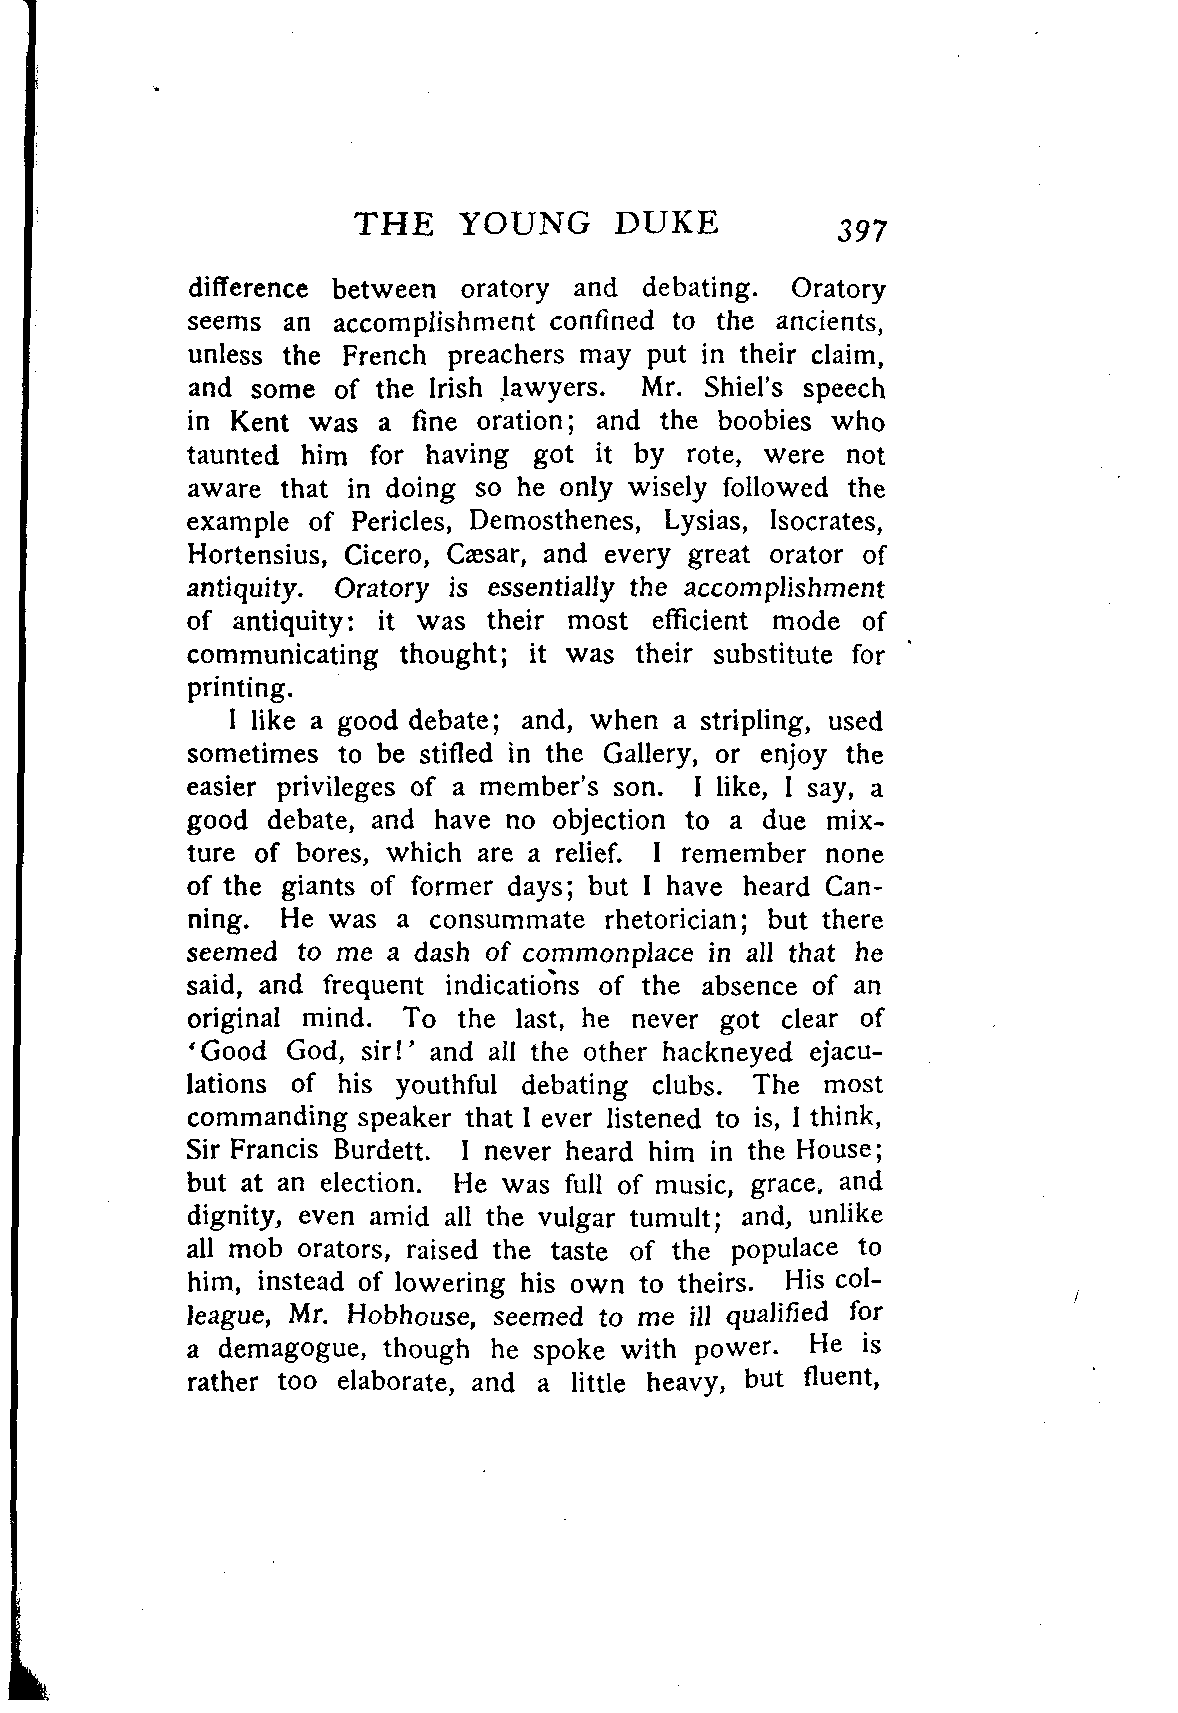 THE YOUNG DUKE 397
difference between oratory and debating. Oratory
seems an accomplishment confined to the ancients,
unless the French preachers may put in their claim,
and some of the Irish lawyers. Mr. Shiel's speech
in Kent was a fine oration; and the boobies who
taunted him for having got it by rote, were not
aware that in doing so he only wisely followed the
example of Pericles, Demosthenes, Lysias, Isocrates,
Hortensius, Cicero, Cæsar, and every great orator of
antiquity. Oratory is essentially the accomplishment
of antiquity: it was their most efficient mode of
communicating thought; it was their substitute for
printing.
I like a good debate; and, when a stripling, used
sometimes to be stifled in the Gallery, or enjoy the
easier privileges of a member's son. I like, I say, a
good debate, and have no objection to a due mix-
ture of bores, which are a relief. I remember none
of the giants of former days; but I have heard Can-
ning. He was a consummate rhetorician; but there
seemed to me a dash of commonplace in all that he
said, and frequent indications of the absence of an
original mind. To the last, he never got clear of
‘Good God, sir!’ and all the other hackneyed ejacu-
lations of his youthful debating clubs. The most
commanding speaker that I ever listened to is, I think,
Sir Francis Burdett. I never heard him in the House;
but at an election. He was full of music, grace, and
dignity, even amid all the vulgar tumult; and, unlike
all mob orators, raised the taste of the populace to
him, instead of lowering his own to theirs. His col-
league, Mr. Hobhouse, seemed to me ill qualified for
a demagogue, though he spoke with power. He is
rather too elaborate, and a little heavy, but fluent,